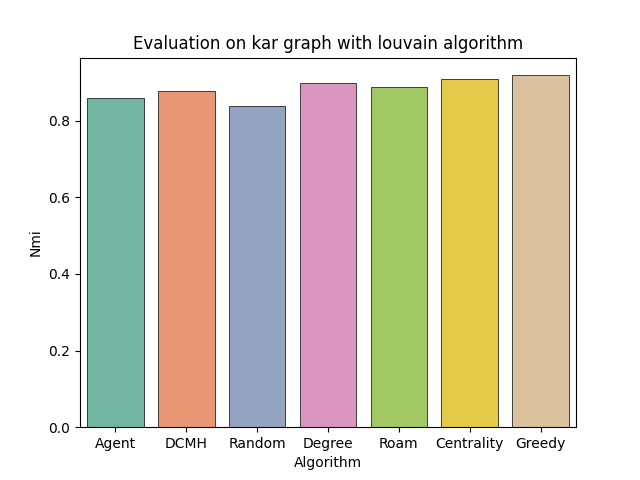 Evaluation on kar graph with louvain algorithm
0.8
0.6
0.4
0.2
0.0
Nmi
Agent DCMH Random Degree Roam Centrality Greedy
Algorithm